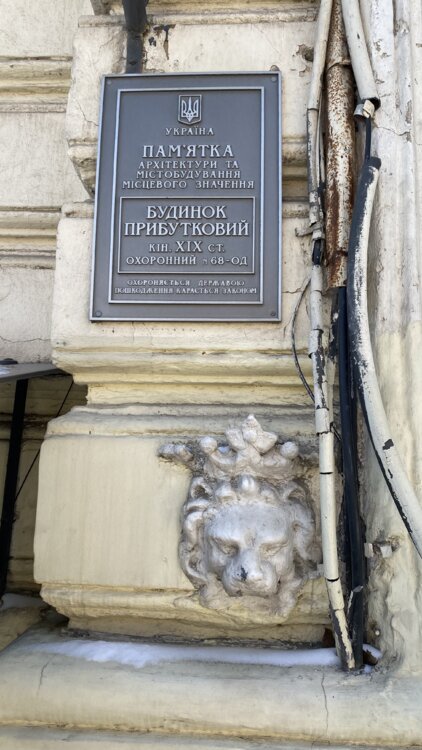 УКРАЇНА
ПАМ'ЯТКА
АРХІТЕКТУРИ ТА
МІСТОБУДУВАННЯ
МІСЦЕВОГО ЗНАЧЕННЯ
БУДИНОК
ПРИБУТКОВИЙ
КІН. XIX СТ.
ОХОРОННИЙ № 68-ОД
ОХОРОНЯЄТЬСЯ ДЕРЖАВОЮ
ПОШКОДЖЕННЯ КАРАЄТЬСЯ ЗАКОНОМ